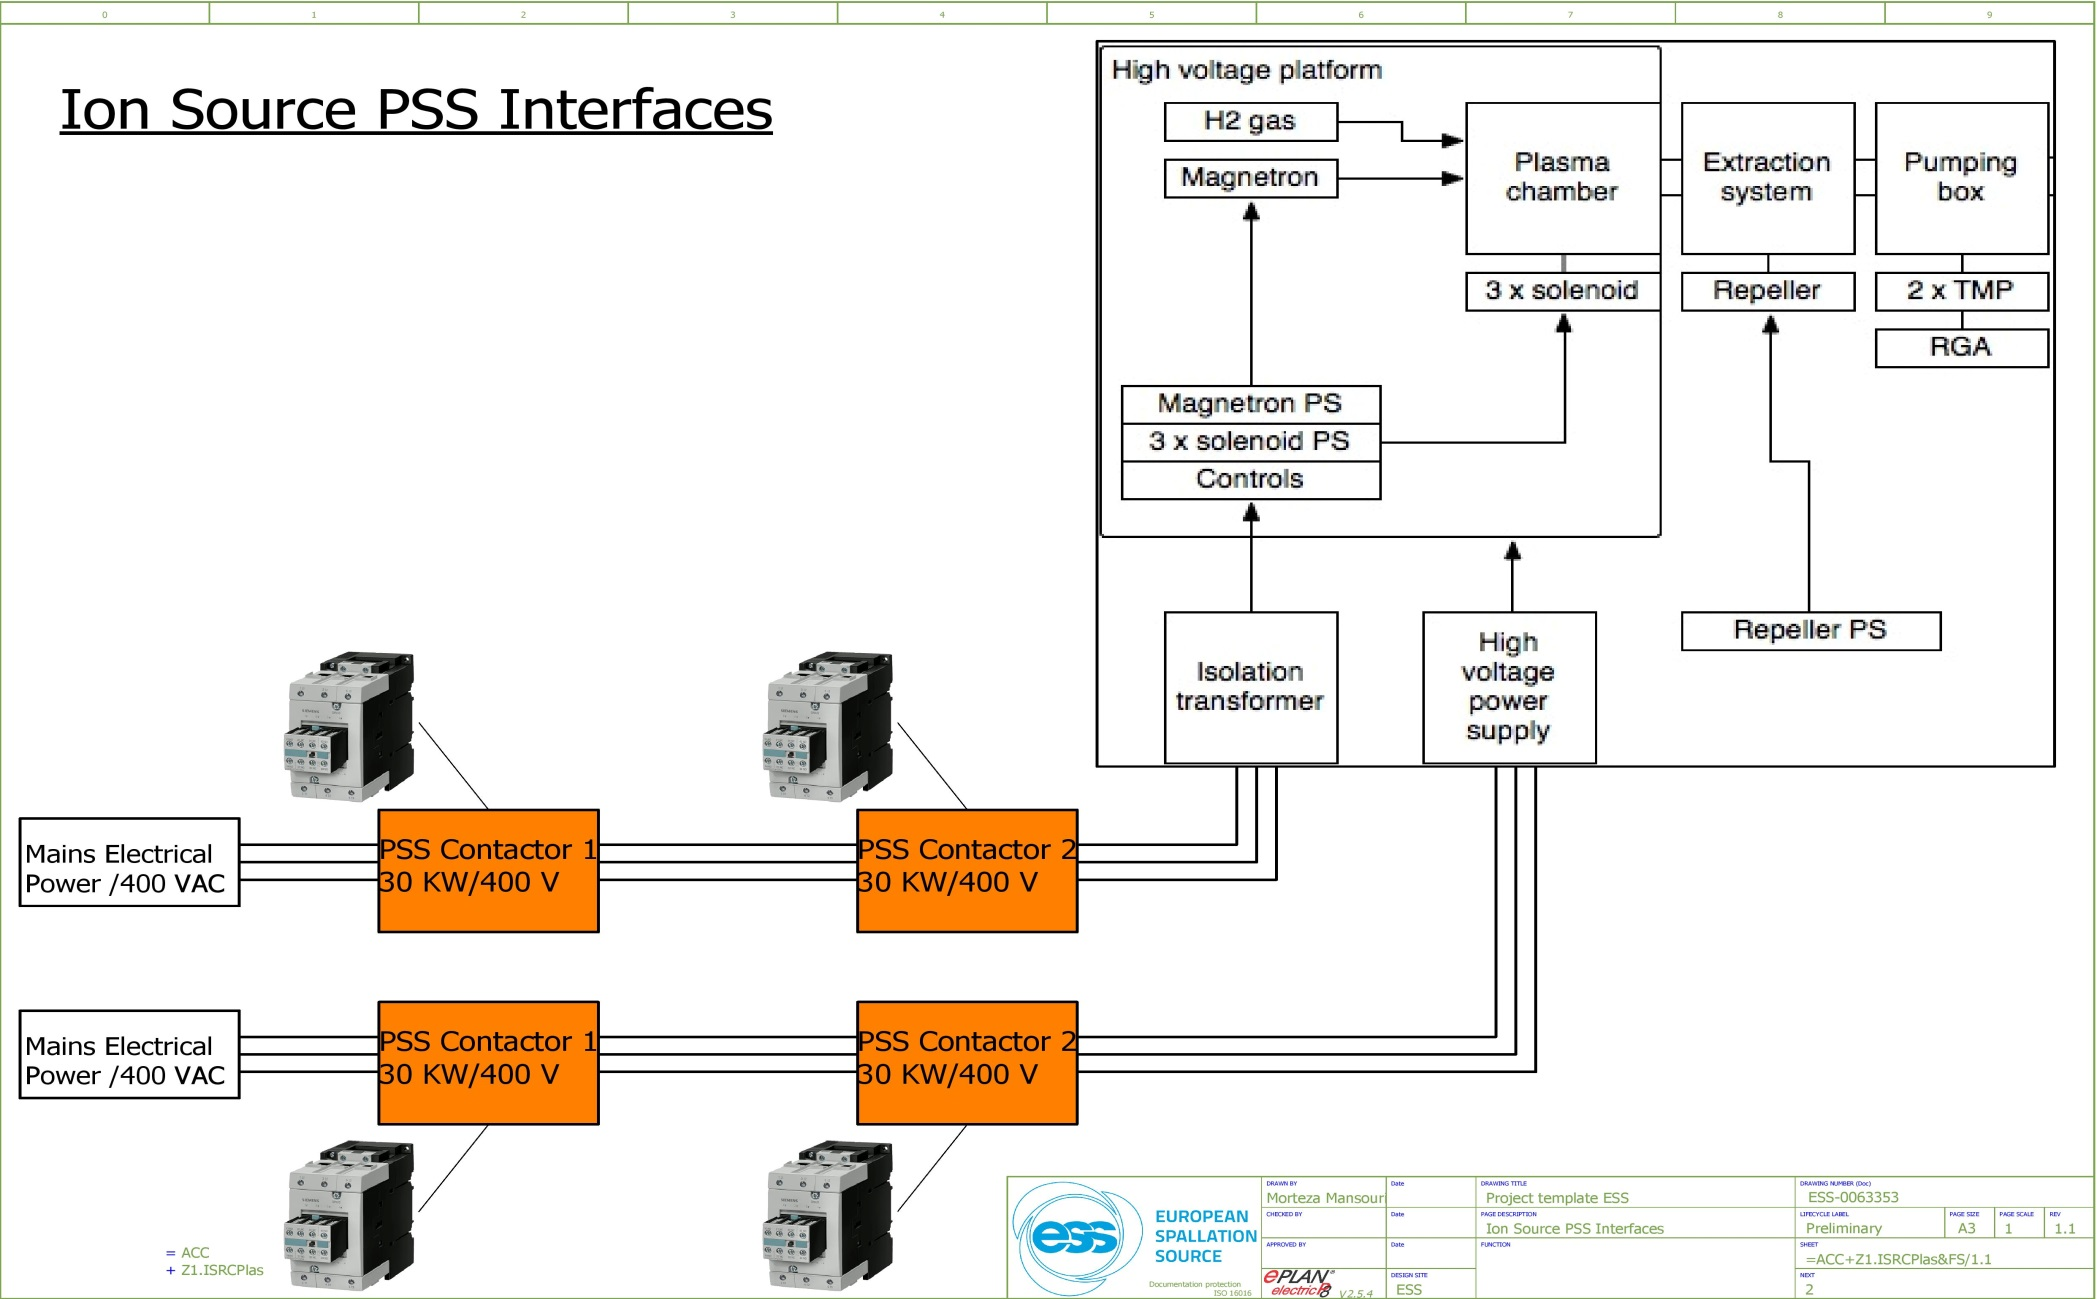 0 1 2 3 4 5 6 7 8 9
Ion Source PSS Interfaces
High voltage platform
H2 gas
Magnetron
Plasma
chamber
Extraction
system
Pumping
box
3 x solenoid
Repeller
2 x TMP
RGA
Magnetron PS
3 x solenoid PS
Controls
Isolation
transformer
High
voltage
power
supply
Repeller PS
Mains Electrical
Power /400 VAC
PSS Contactor 1
30 KW/400 V
PSS Contactor 2
30 KW/400 V
Mains Electrical
Power /400 VAC
PSS Contactor 1
30 KW/400 V
PSS Contactor 2
30 KW/400 V
= ACC
+ Z1.ISRCPlas
ess
EUROPEAN
SPALLATION
SOURCE
Documentation protection
ISO 16016
DRAWN BY
Morteza Mansouri
Date
CHECKED BY
Date
APPROVED BY
Date
ePLAN®
electric P8 V2.5.4
DESIGN SITE
ESS
DRAWING TITLE
Project template ESS
PAGE DESCRIPTION
Ion Source PSS Interfaces
FUNCTION
DRAWING NUMBER (Doc)
ESS-0063353
LIFECYCLE LABEL
Preliminary
PAGE SIZE
A3
PAGE SCALE
1
REV
1.1
SHEET
=ACC+Z1.ISRCPlas&FS/1.1
NEXT
2